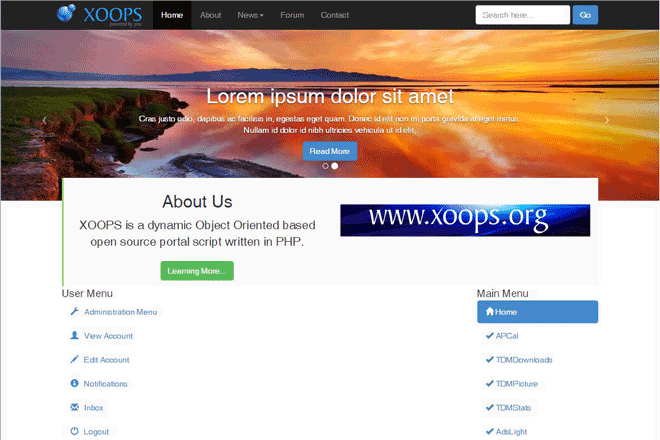 XOOPS
powered by you
Home About News Forum Contact
Search here... Go
Lorem ipsum dolor sit amet
Cras justo odio, dapibus ac facilisis in, egestas eget quam. Donec id elit non mi porta gravida at eget metus.
Nullam id dolor id nibh ultricies vehicula ut id elit.
Read More
About Us
XOOPS is a dynamic Object Oriented based
open source portal script written in PHP.
Learning More...
www.xoops.org
User Menu
Administration Menu
View Account
Edit Account
Notifications
Inbox
Logout
Main Menu
Home
APCal
TDMDownloads
TDMPicture
TDMStats
AdsLight